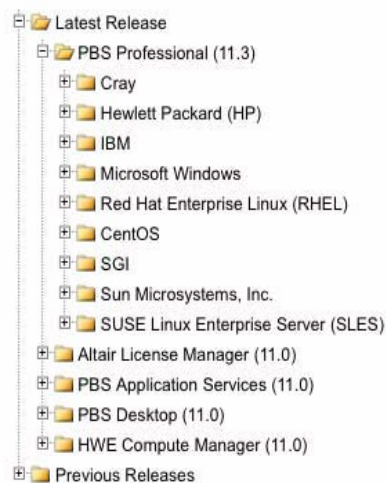 Latest Release
PBS Professional (11.3)
Cray
Hewlett Packard (HP)
IBM
Microsoft Windows
Red Hat Enterprise Linux (RHEL)
CentOS
SGI
Sun Microsystems, Inc.
SUSE Linux Enterprise Server (SLES)
Altair License Manager (11.0)
PBS Application Services (11.0)
PBS Desktop (11.0)
HWE Compute Manager (11.0)
Previous Releases